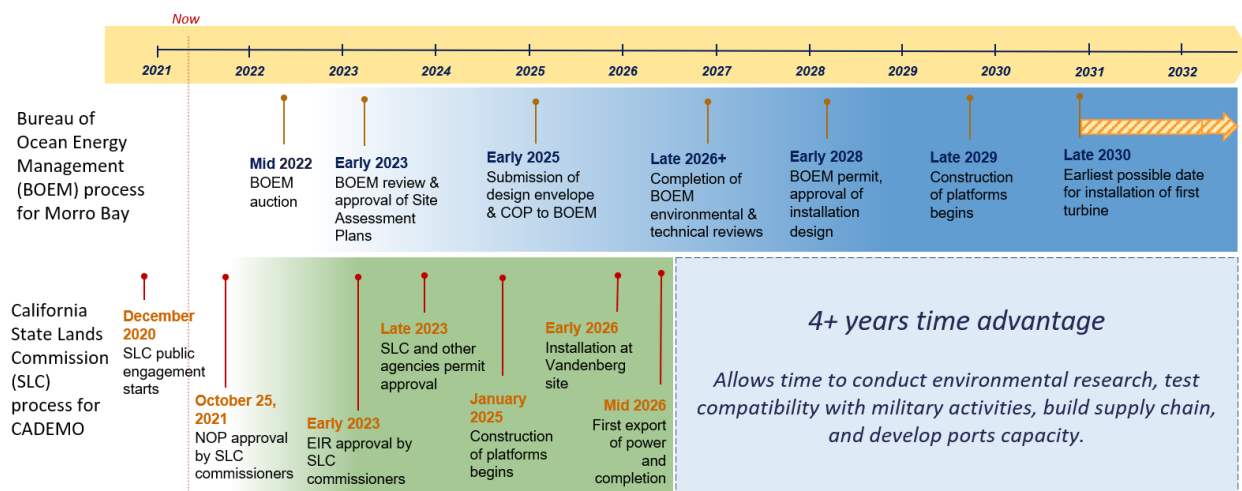 Now
2021 2022 2023 2024 2025 2026 2027 2028 2029 2030 2031 2032
Bureau of
Ocean Energy
Management
(BOEM) process
for Morro Bay
Mid 2022
BOEM
auction
Early 2023
BOEM review &
approval of Site
Assessment
Plans
Early 2025
Submission of
design envelope
& COP to BOEM
Late 2026+
Completion of
BOEM
environmental &
technical reviews
Early 2028
BOEM permit,
approval of
installation
design
Late 2029
Construction
of platforms
begins
Late 2030
Earliest possible date
for installation of first
turbine
California
State Lands
Commission
(SLC)
process for
CADEMO
December
2020
SLC public
engagement
starts
October 25,
2021
NOP approval
by SLC
commissioners
Early 2023
EIR approval by
SLC
commissioners
Late 2023
SLC and other
agencies permit
approval
January
2025
Construction
of platforms
begins
Early 2026
Installation at
Vandenberg
site
Mid 2026
First export
of power
and
completion
4+ years time advantage
Allows time to conduct environmental research, test
compatibility with military activities, build supply chain,
and develop ports capacity.